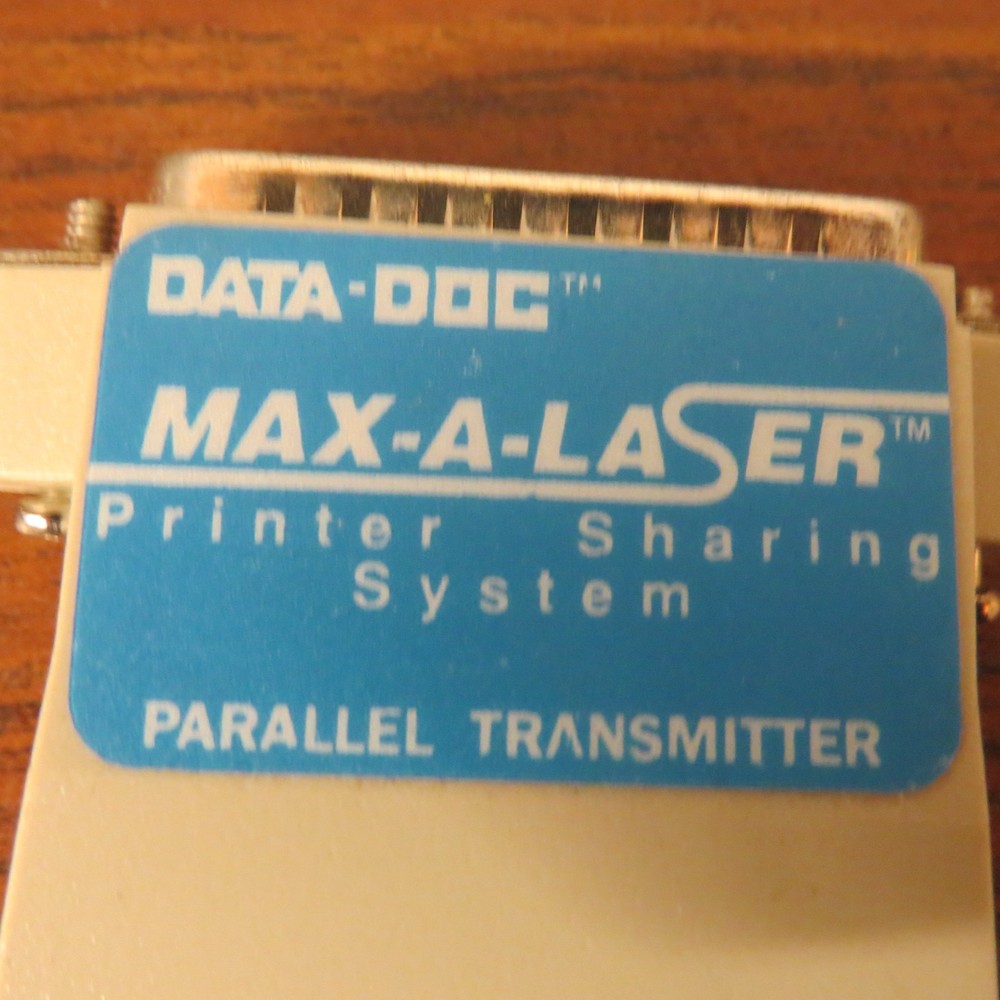 DATA-DOC™
MAX-A-LASER™
Printer Sharing
System
PARALLEL TRANSMITTER